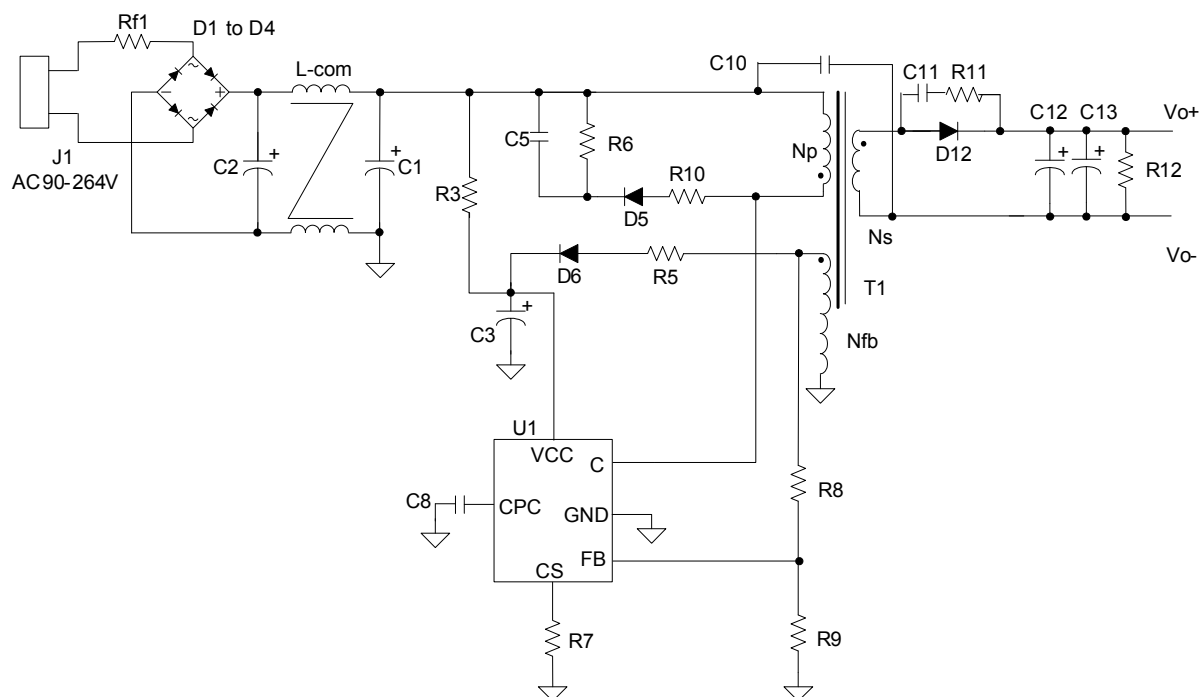 Rf1
D1 to D4
L-com
C10
C11
R11
C12
C13
Vo+
~
~
−
+
J1
AC90-264V
C2
+
+
C1
R3
C5
R6
D5
R10
Np
D12
+
+
R12
Ns
Vo-
D6
R5
T1
C3
+
Nfb
U1
VCC
C
C8
CPC
GND
FB
CS
R8
R7
R9